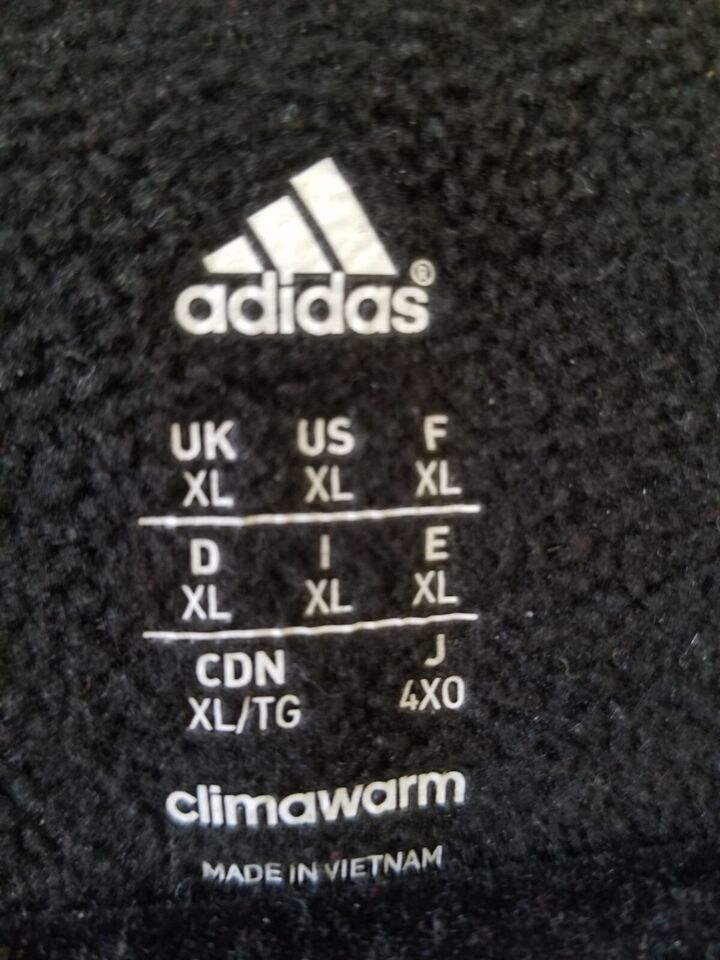 adidas®
UK US F
XL XL XL
D I E
XL XL XL
CDN J
XL/TG 4XO
climawarm
MADE IN VIETNAM